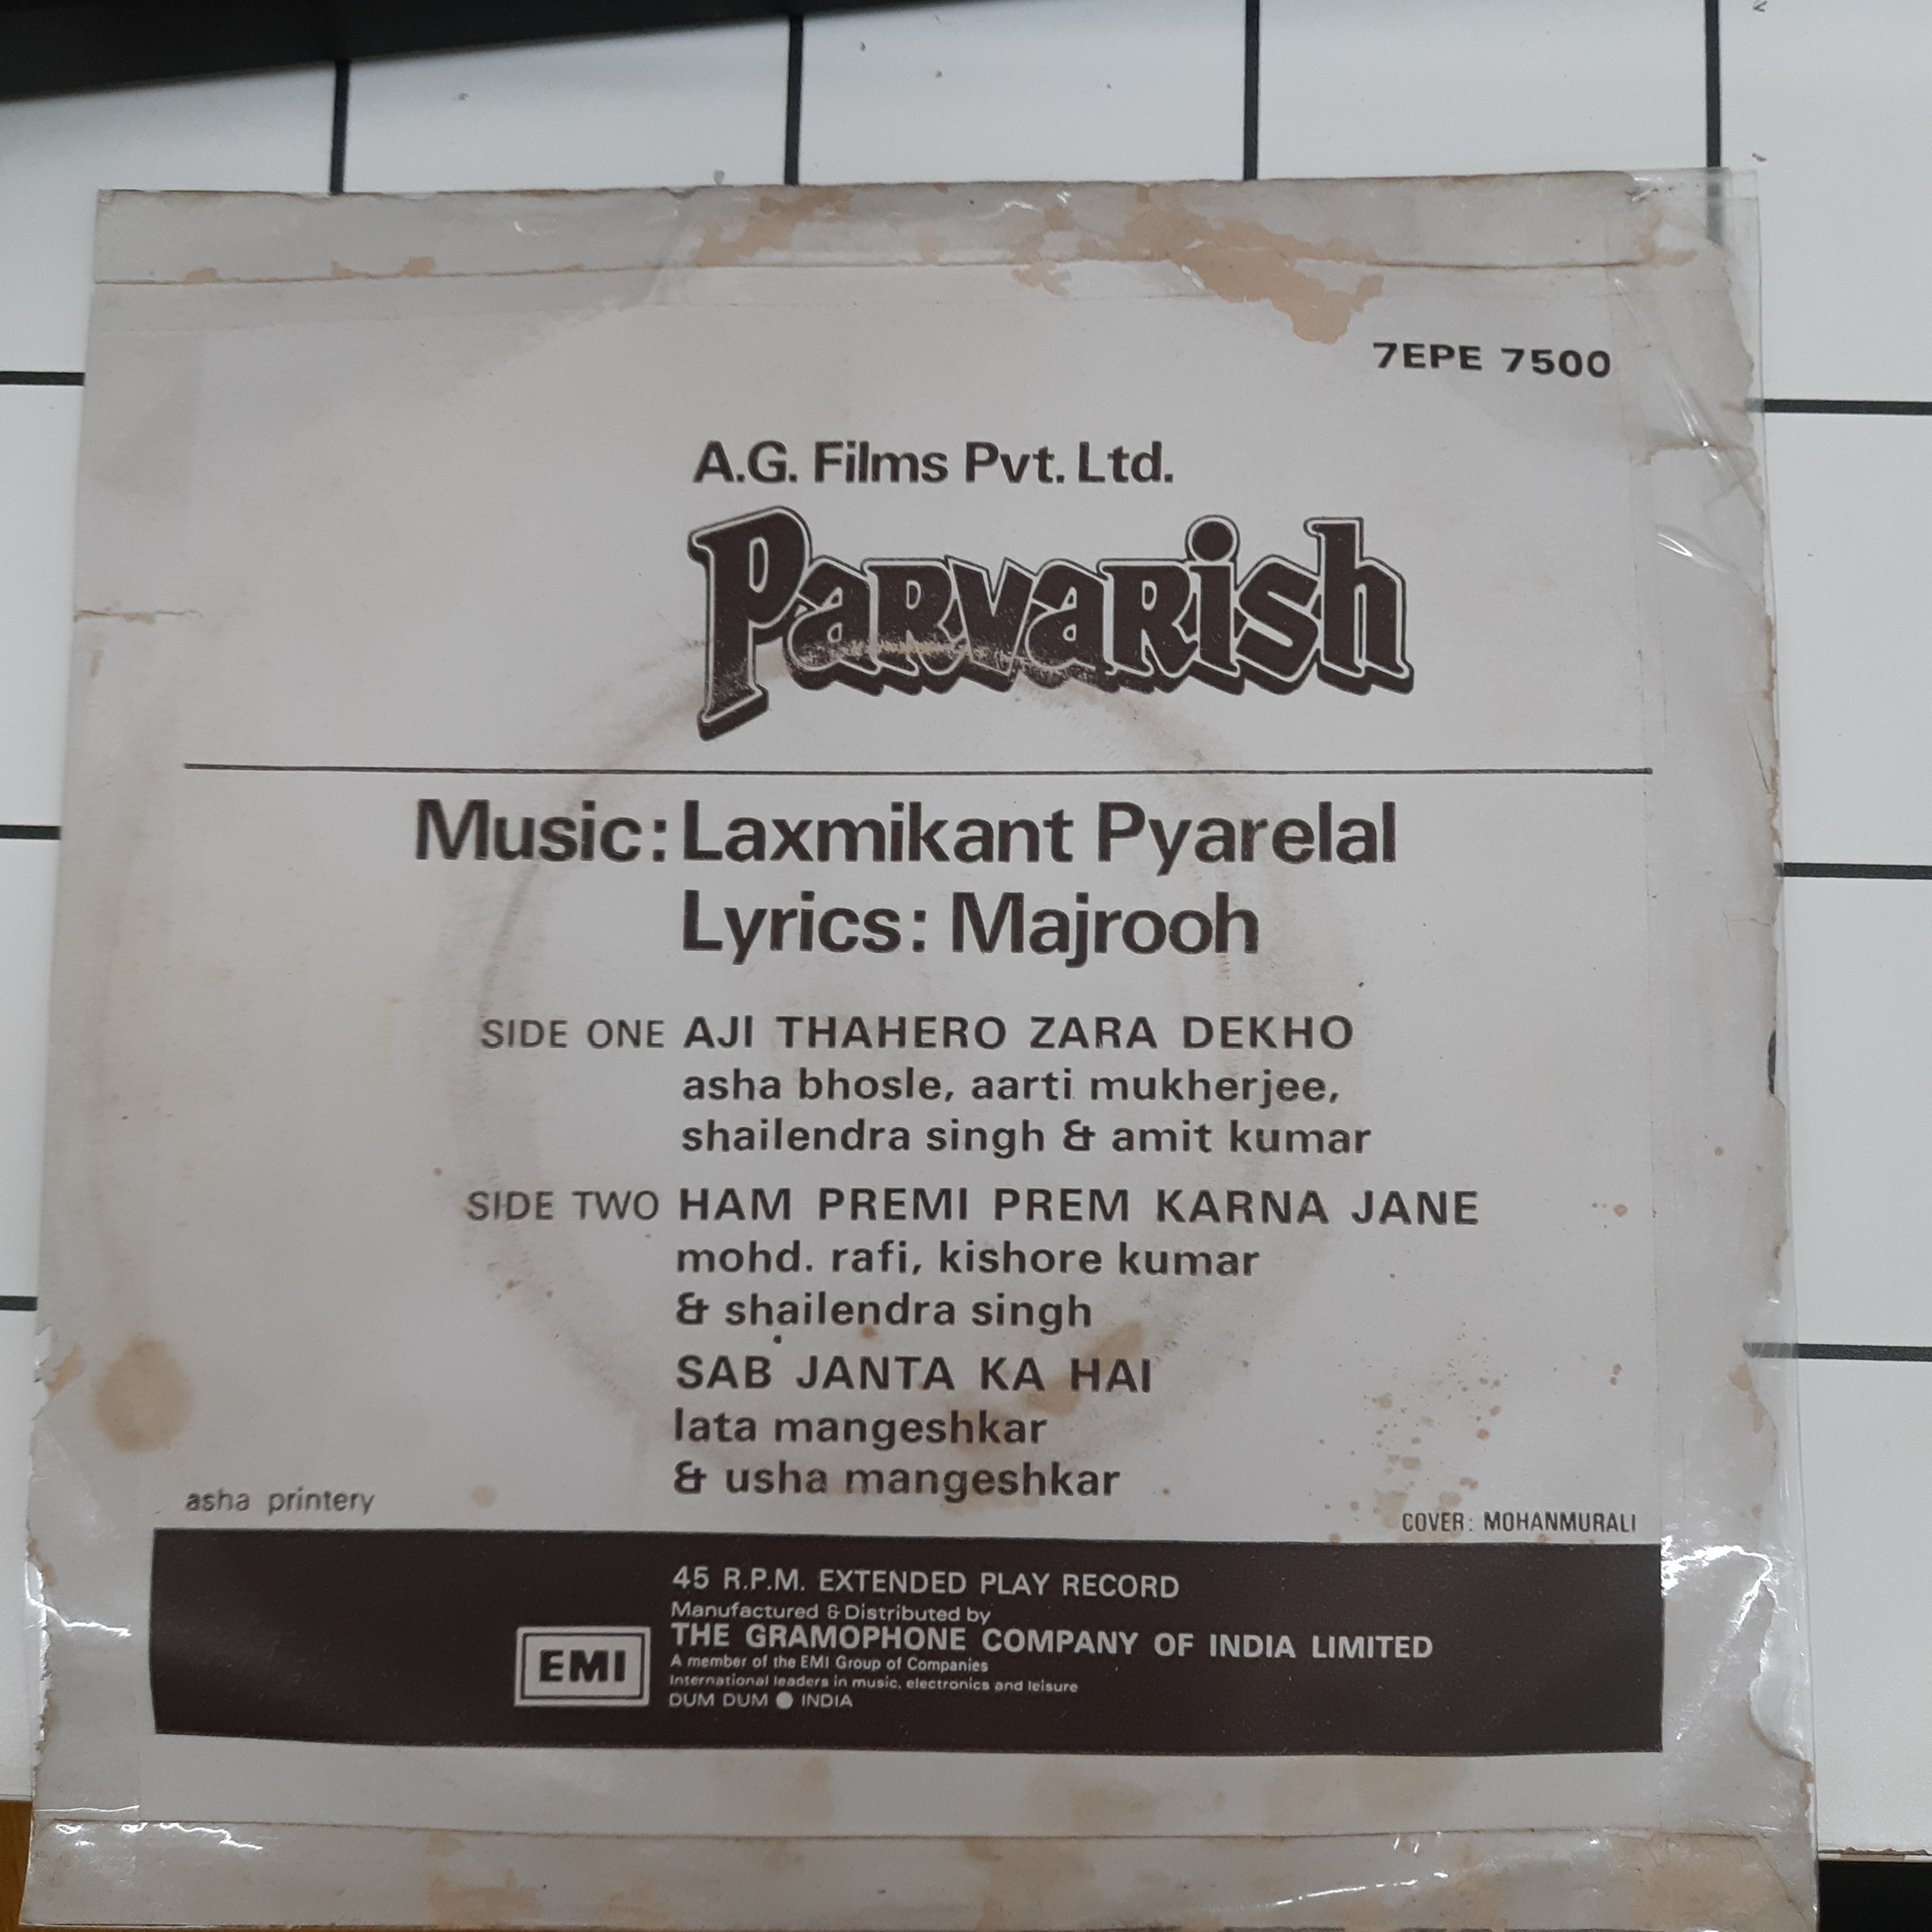 7EPE 7500
A.G. Films Pvt. Ltd.
Parvarish
Music: Laxmikant Pyarelal
Lyrics: Majrooh
SIDE ONE AJI THAHERO ZARA DEKHO
asha bhosle, aarti mukherjee,
shailendra singh & amit kumar
SIDE TWO HAM PREMI PREM KARNA JANE
mohd. rafi, kishore kumar
& shailendra singh
SAB JANTA KA HAI
lata mangeshkar
& usha mangeshkar
asha printery
COVER: MOHANMURALI
45 R.P.M. EXTENDED PLAY RECORD
Manufactured & Distributed by
THE GRAMOPHONE COMPANY OF INDIA LIMITED
EMI
A member of the EMI Group of Companies
International leaders in music, electronics and leisure
DUM DUM ● INDIA